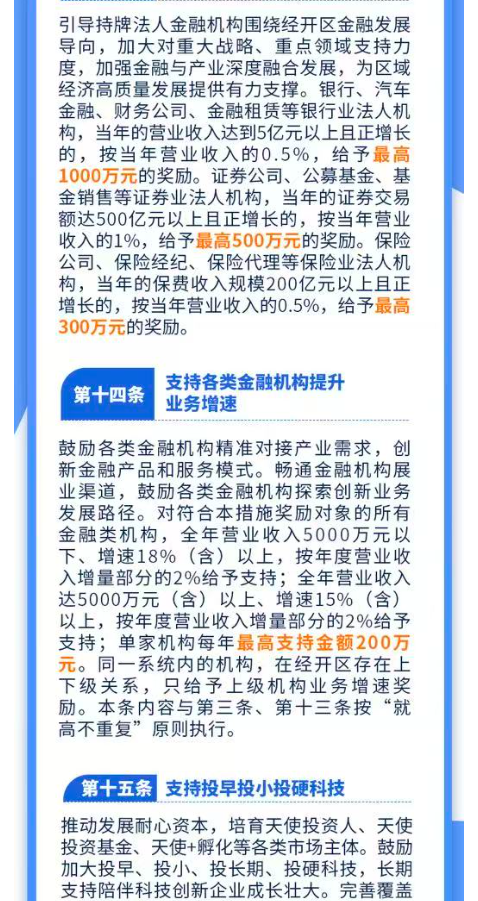 引导持牌法人金融机构围绕经开区金融发展
导向，加大对重大战略、重点领域支持力
度，加强金融与产业深度融合发展，为区域
经济高质量发展提供有力支撑。银行、汽车
金融、财务公司、金融租赁等银行业法人机
构，当年的营业收入达到5亿元以上且正增长
的，按当年营业收入的0.5%，给予最高
1000万元的奖励。证券公司、公募基金、基
金销售等证券业法人机构，当年的证券交易
额达500亿元以上且正增长的，按当年营业
收入的1%，给予最高500万元的奖励。保险
公司、保险经纪、保险代理等保险业法人机
构，当年的保费收入规模200亿元以上且正
增长的，按当年营业收入的0.5%，给予最高
300万元的奖励。
第十四条
支持各类金融机构提升
业务增速
鼓励各类金融机构精准对接产业需求，创
新金融产品和服务模式。畅通金融机构展
业渠道，鼓励各类金融机构探索创新业务
发展路径。对符合本措施奖励对象的所有
金融类机构，全年营业收入5000万元以
下、增速18%（含）以上，按年度营业收
入增量部分的2%给予支持；全年营业收入
达5000万元（含）以上、增速15%（含）
以上，按年度营业收入增量部分的2%给予
支持；单家机构每年最高支持金额200万
元。同一系统内的机构，在经开区存在上
下级关系，只给予上级机构业务增速奖
励。本条内容与第三条、第十三条按“就
高不重复”原则执行。
第十五条 支持投早投小投硬科技
推动发展耐心资本，培育天使投资人、天使
投资基金、天使+孵化等各类市场主体。鼓励
加大投早、投小、投长期、投硬科技，长期
支持陪伴科技创新企业成长壮大。完善覆盖